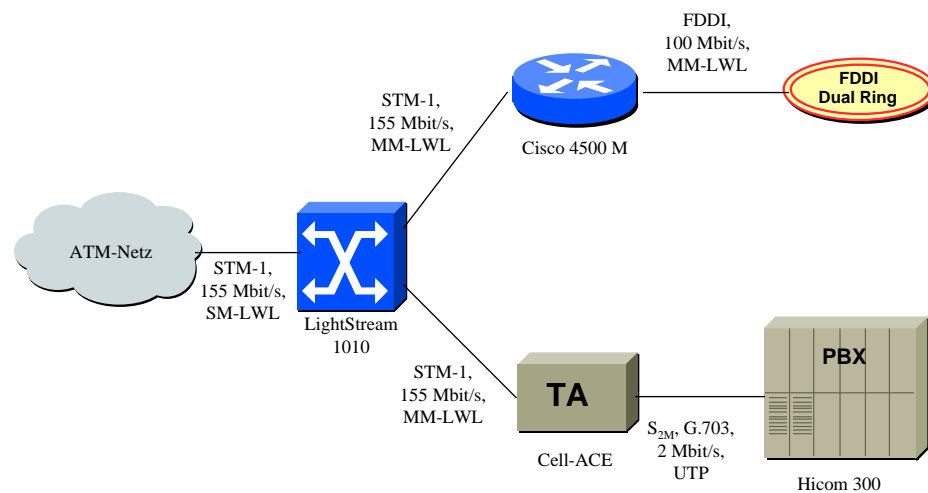 FDDI,
100 Mbit/s,
MM-LWL
FDDI
Dual Ring
STM-1,
155 Mbit/s,
MM-LWL
Cisco 4500 M
ATM-Netz
STM-1,
155 Mbit/s,
SM-LWL
LightStream
1010
STM-1,
155 Mbit/s,
MM-LWL
TA
Cell-ACE
S2M, G.703,
2 Mbit/s,
UTP
PBX
Hicom 300